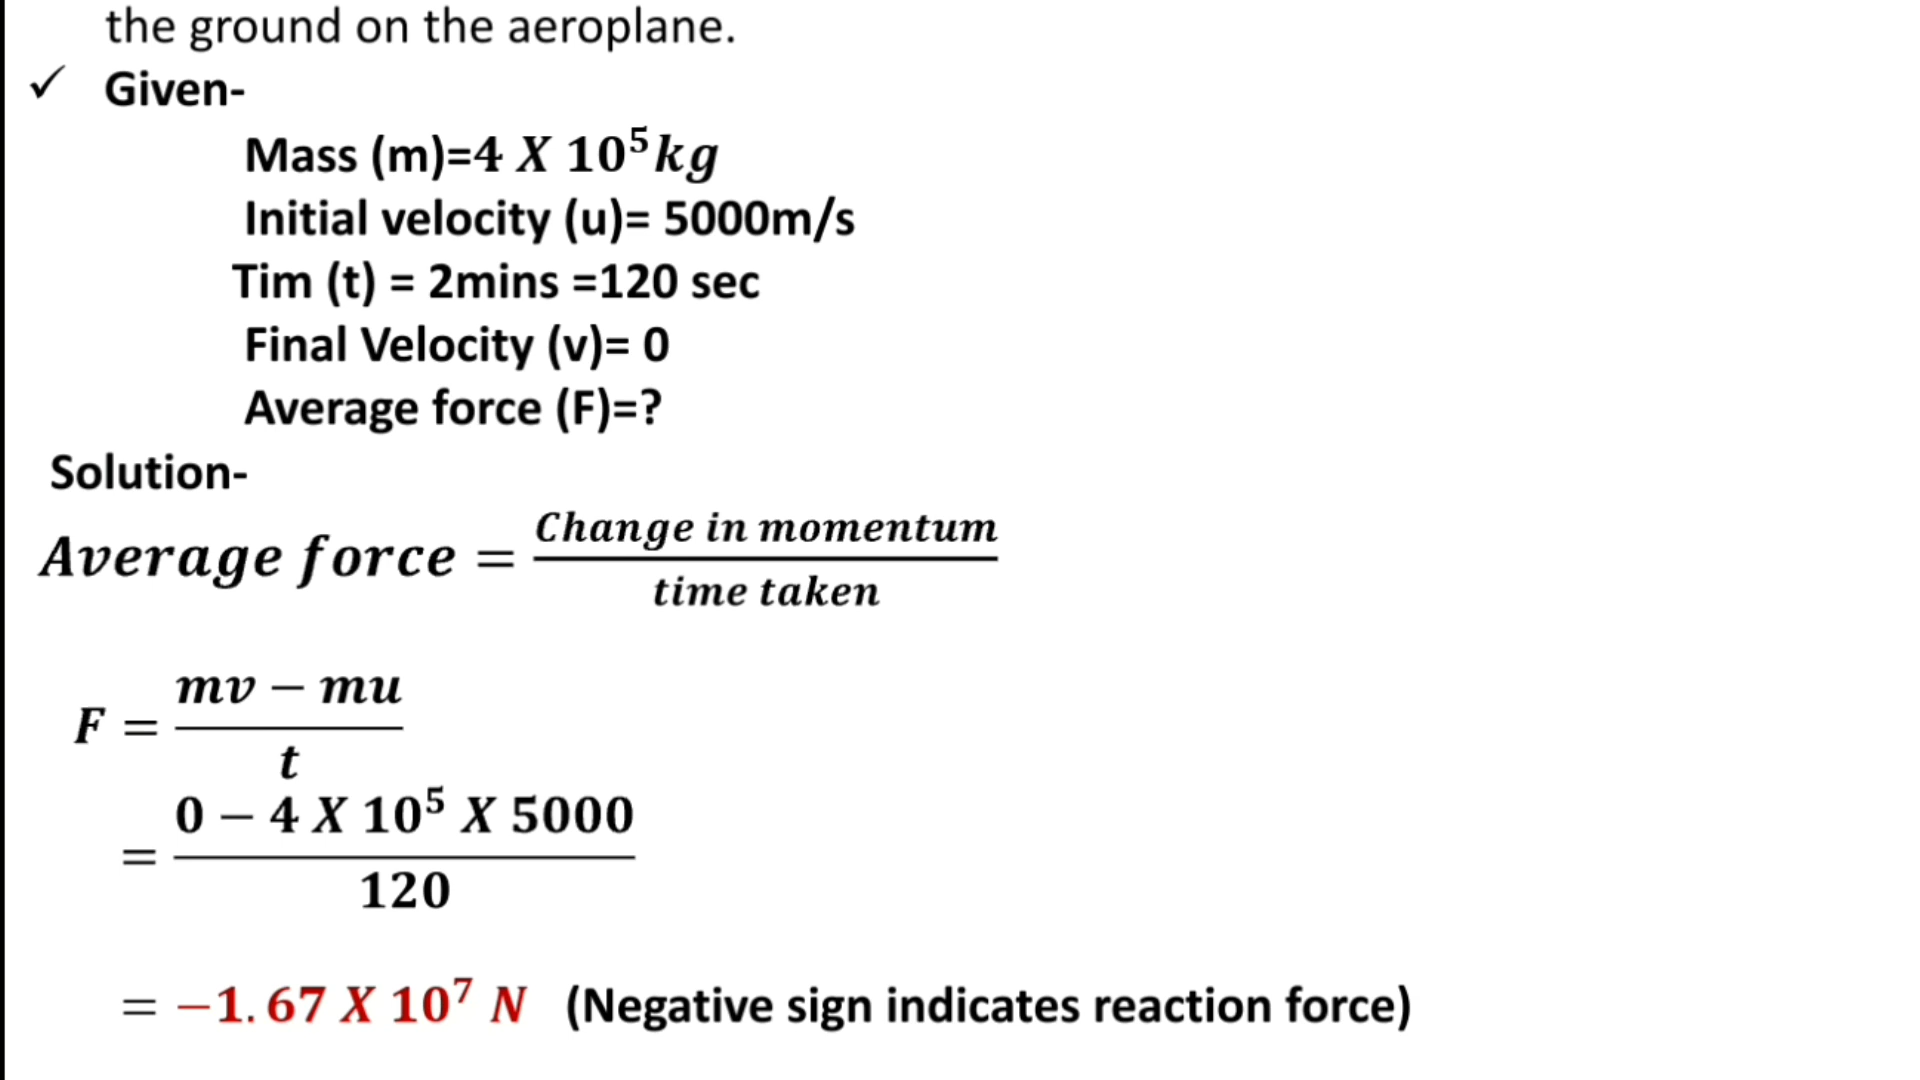 the ground on the aeroplane.
✓ Given-
Mass (m)=4 X 10⁵kg
Initial velocity (u)= 5000m/s
Tim (t) = 2mins =120 sec
Final Velocity (v)= 0
Average force (F)=?
Solution-
Average force = Change in momentum / time taken
F = mv − mu / t
= 0 − 4 X 10⁵ X 5000 / 120
= −1.67 X 10⁷ N (Negative sign indicates reaction force)